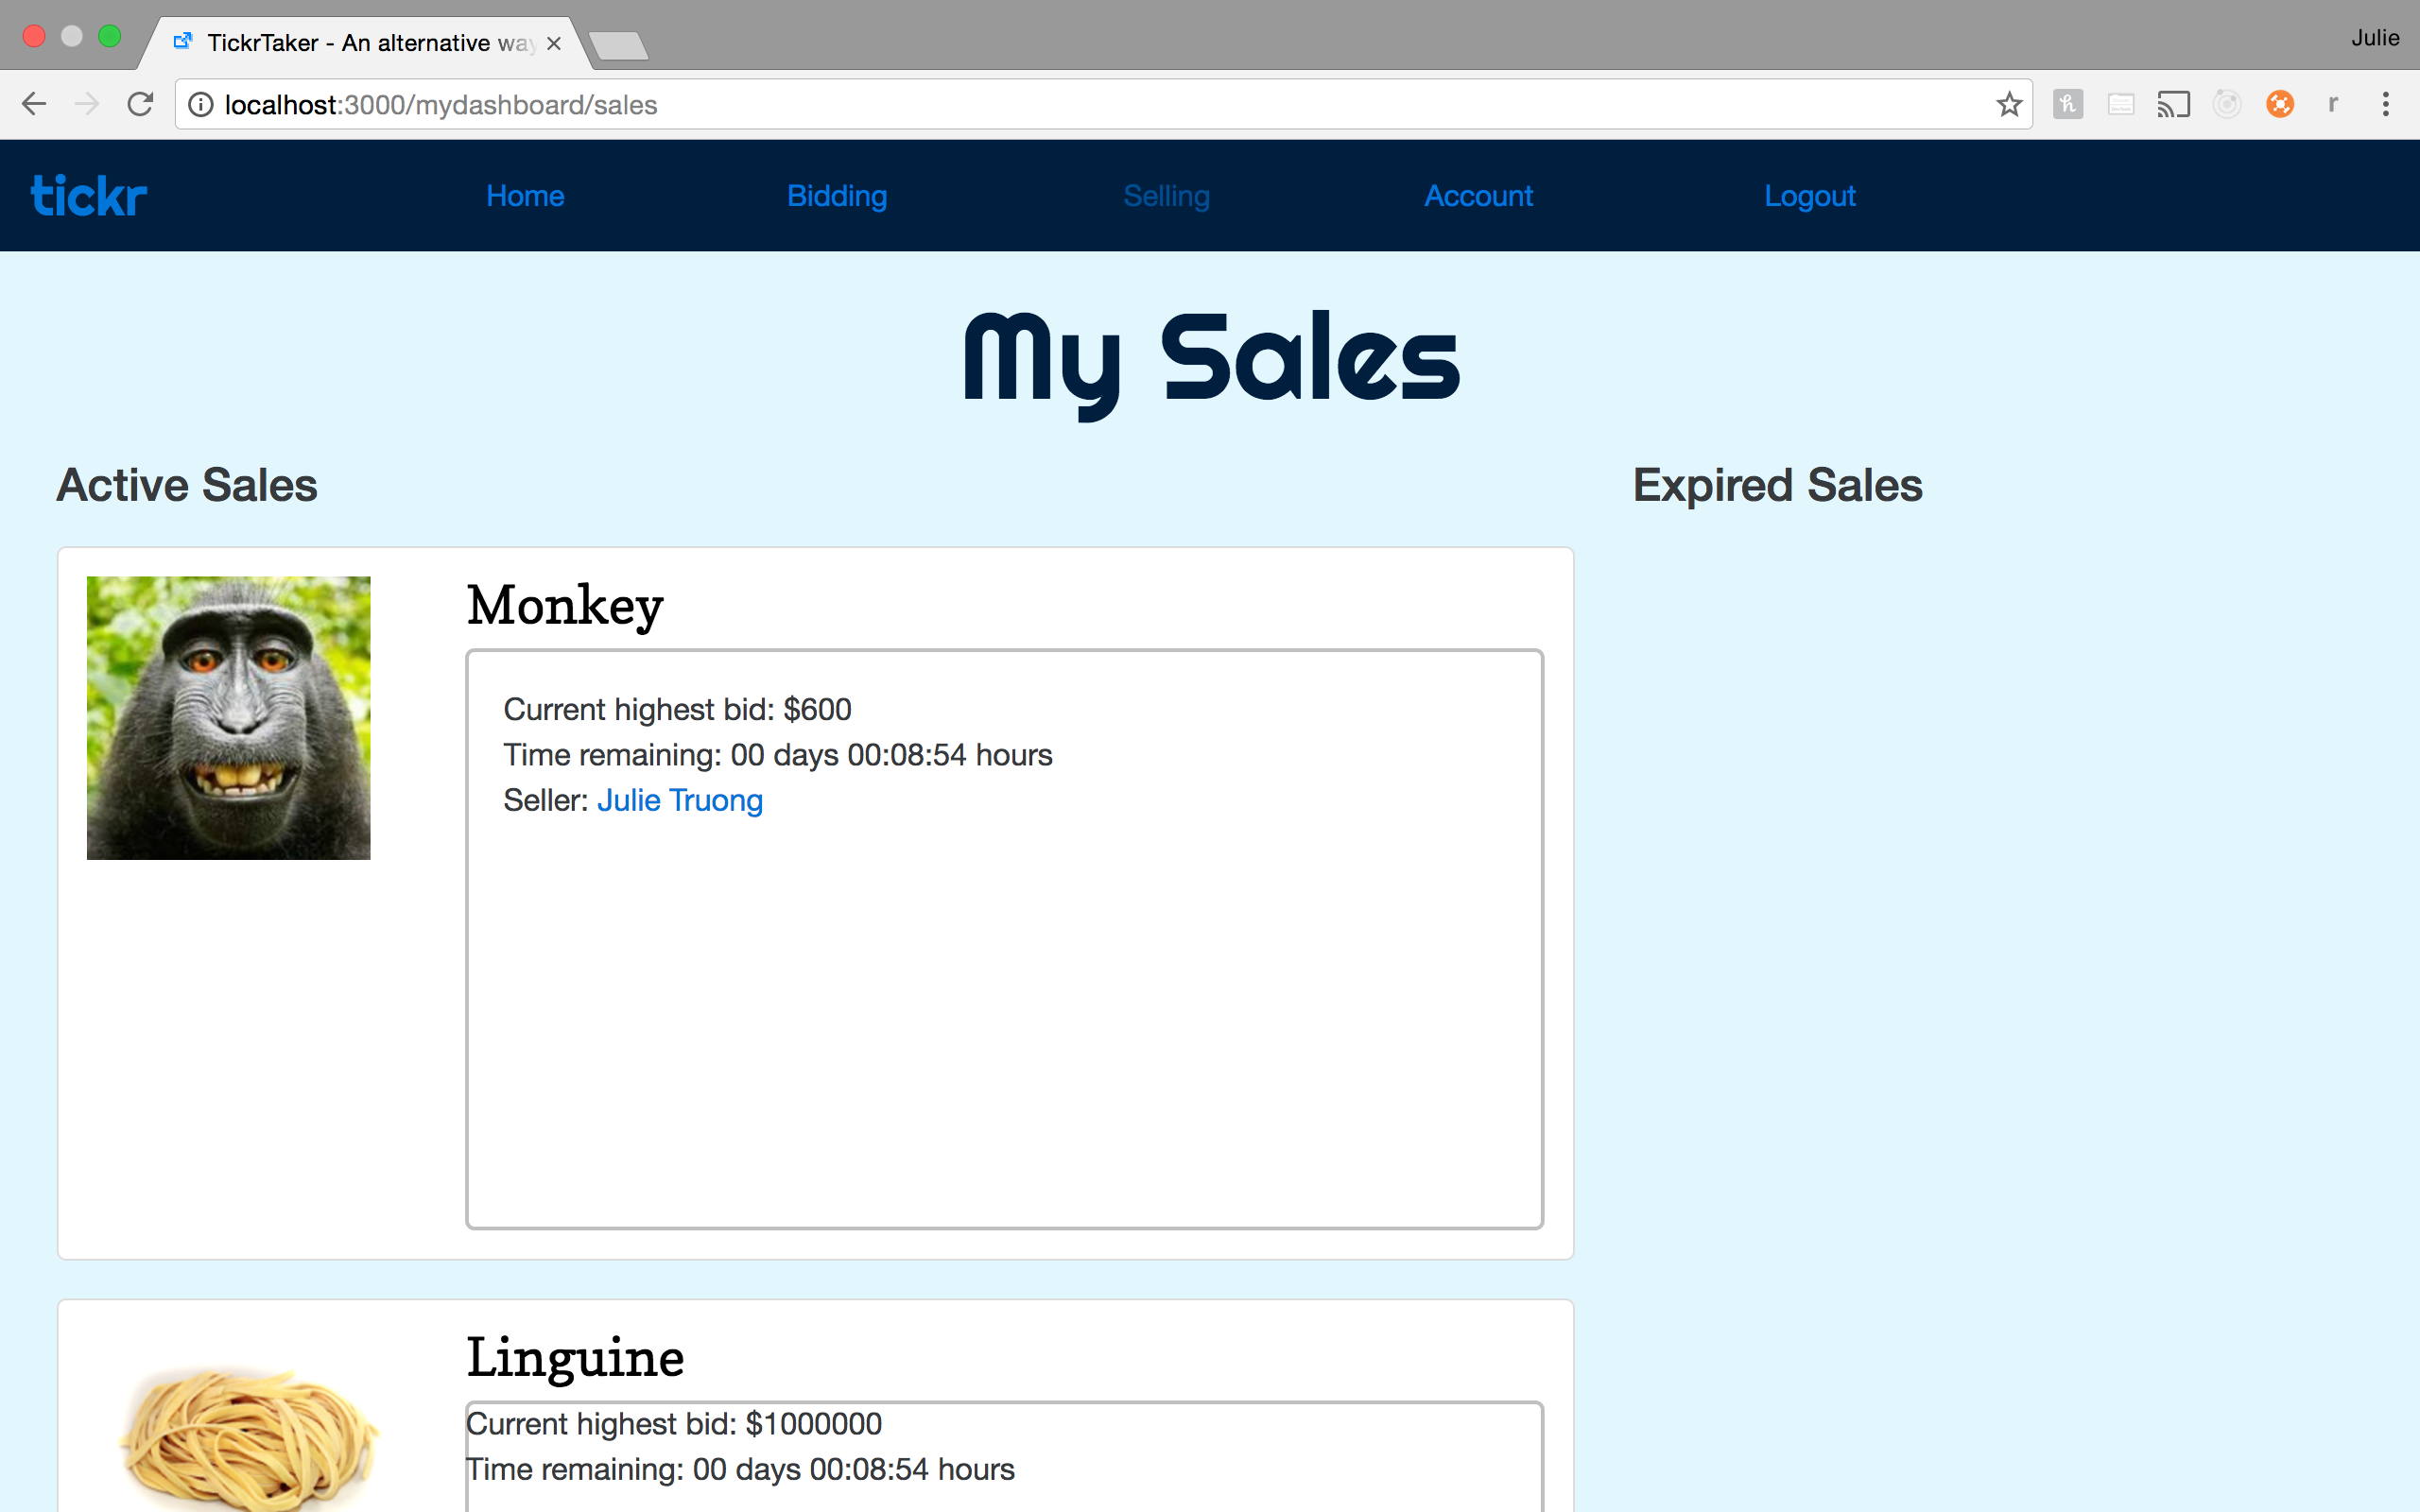 TickrTaker - An alternative way
Julie
localhost:3000/mydashboard/sales
r
tickr
Home
Bidding
Selling
Account
Logout
My Sales
Active Sales
Expired Sales
Monkey
Current highest bid: $600
Time remaining: 00 days 00:08:54 hours
Seller: Julie Truong
Linguine
Current highest bid: $1000000
Time remaining: 00 days 00:08:54 hours